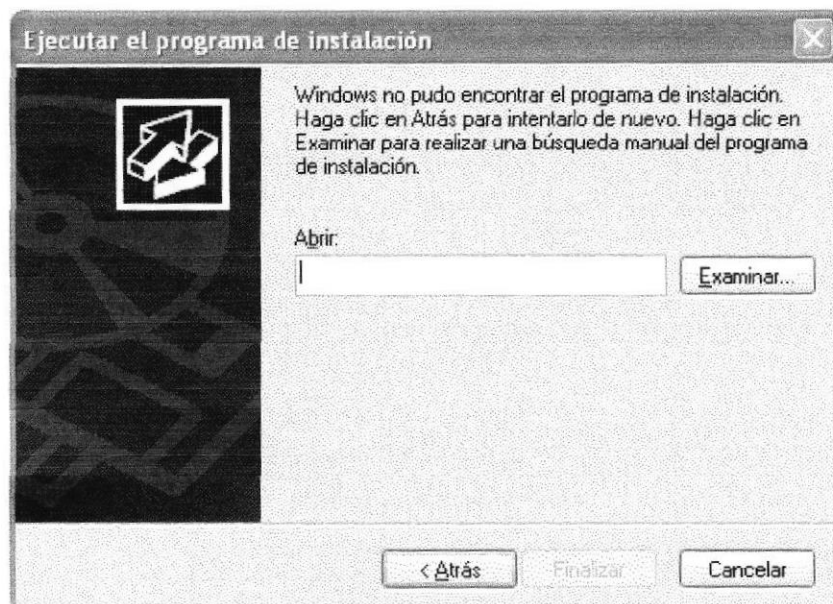 Ejecutar el programa de instalación
Windows no pudo encontrar el programa de instalación.
Haga clic en Atrás para intentarlo de nuevo. Haga clic en
Examinar para realizar una búsqueda manual del programa
de instalación.
Abrir:
Examinar...
< Atrás
Finalizar
Cancelar